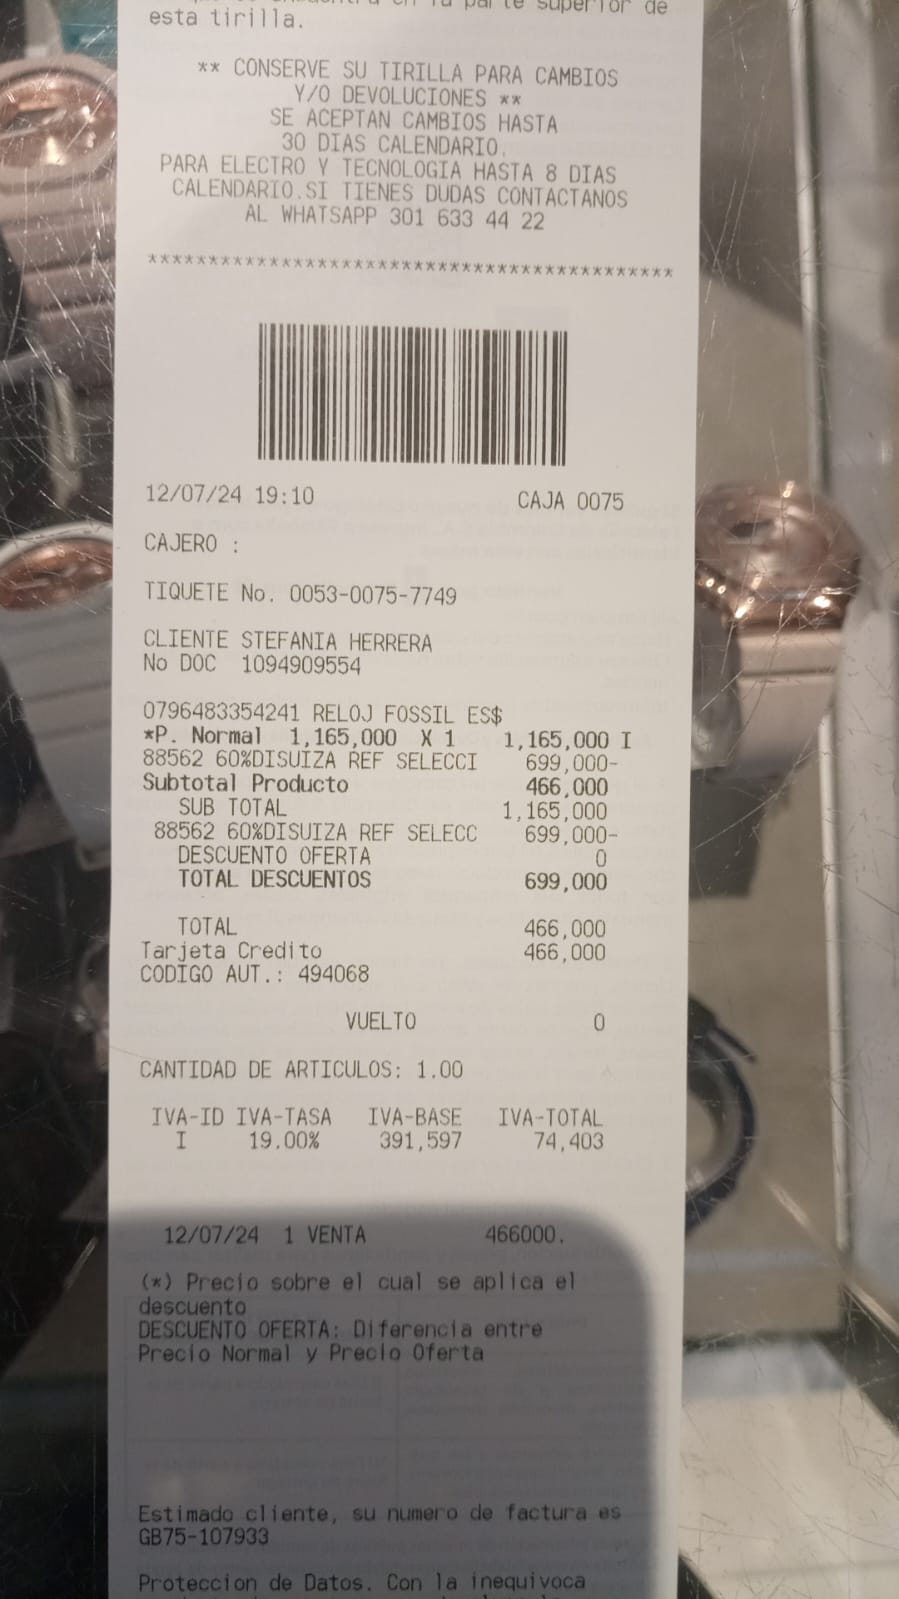 parte superior de
esta tirilla.
** CONSERVE SU TIRILLA PARA CAMBIOS
Y/O DEVOLUCIONES **
SE ACEPTAN CAMBIOS HASTA
30 DIAS CALENDARIO.
PARA ELECTRO Y TECNOLOGIA HASTA 8 DIAS
CALENDARIO.SI TIENES DUDAS CONTACTANOS
AL WHATSAPP 301 633 44 22
********************************************
12/07/24 19:10 CAJA 0075
CAJERO :
TIQUETE No. 0053-0075-7749
CLIENTE STEFANIA HERRERA
No DOC 1094909554
0796483354241 RELOJ FOSSIL ES$
*P. Normal 1,165,000 X 1 1,165,000 I
88562 60%DISUIZA REF SELECCI 699,000-
Subtotal Producto 466,000
SUB TOTAL 1,165,000
88562 60%DISUIZA REF SELECC 699,000-
DESCUENTO OFERTA 0
TOTAL DESCUENTOS 699,000
TOTAL 466,000
Tarjeta Credito 466,000
CODIGO AUT.: 494068
VUELTO 0
CANTIDAD DE ARTICULOS: 1.00
IVA-ID IVA-TASA IVA-BASE IVA-TOTAL
I 19.00% 391,597 74,403
12/07/24 1 VENTA 466000.
(*) Precio sobre el cual se aplica el
descuento
DESCUENTO OFERTA: Diferencia entre
Precio Normal y Precio Oferta
Estimado cliente, su numero de factura es
GB75-107933
Proteccion de Datos. Con la inequivoca